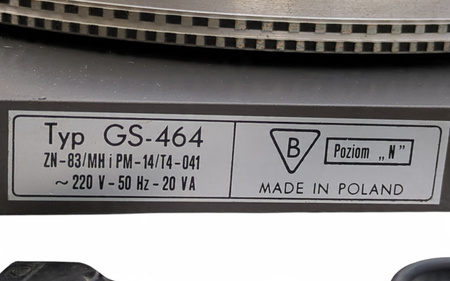 Typ GS-464
ZN-83/MH i PM-14/T4-041
~ 220 V - 50 Hz - 20 VA
B
Poziom „N"
MADE IN POLAND